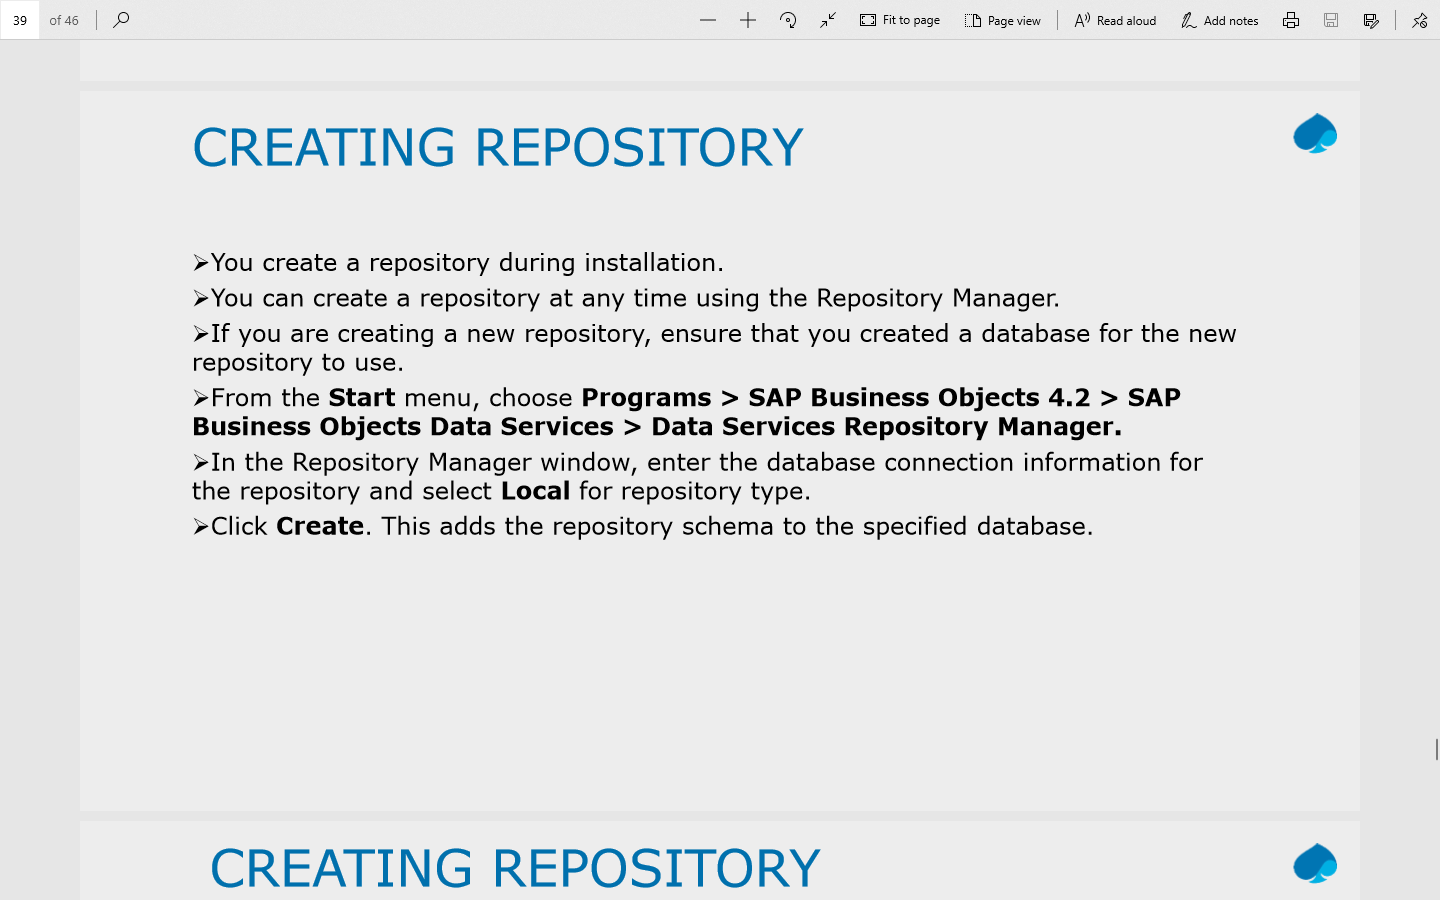 39 of 46 Fit to page Page view Read aloud Add notes
CREATING REPOSITORY
➢You create a repository during installation.
➢You can create a repository at any time using the Repository Manager.
➢If you are creating a new repository, ensure that you created a database for the new
repository to use.
➢From the Start menu, choose Programs > SAP Business Objects 4.2 > SAP
Business Objects Data Services > Data Services Repository Manager.
➢In the Repository Manager window, enter the database connection information for
the repository and select Local for repository type.
➢Click Create. This adds the repository schema to the specified database.
CREATING REPOSITORY